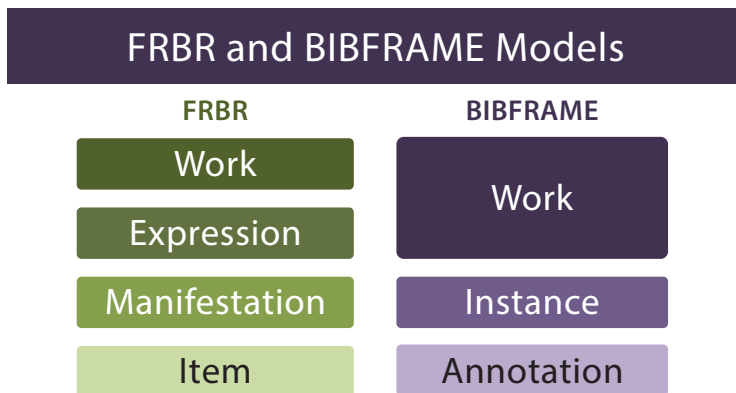 FRBR and BIBFRAME Models
FRBR
BIBFRAME
Work
Expression
Manifestation
Item
Work
Instance
Annotation